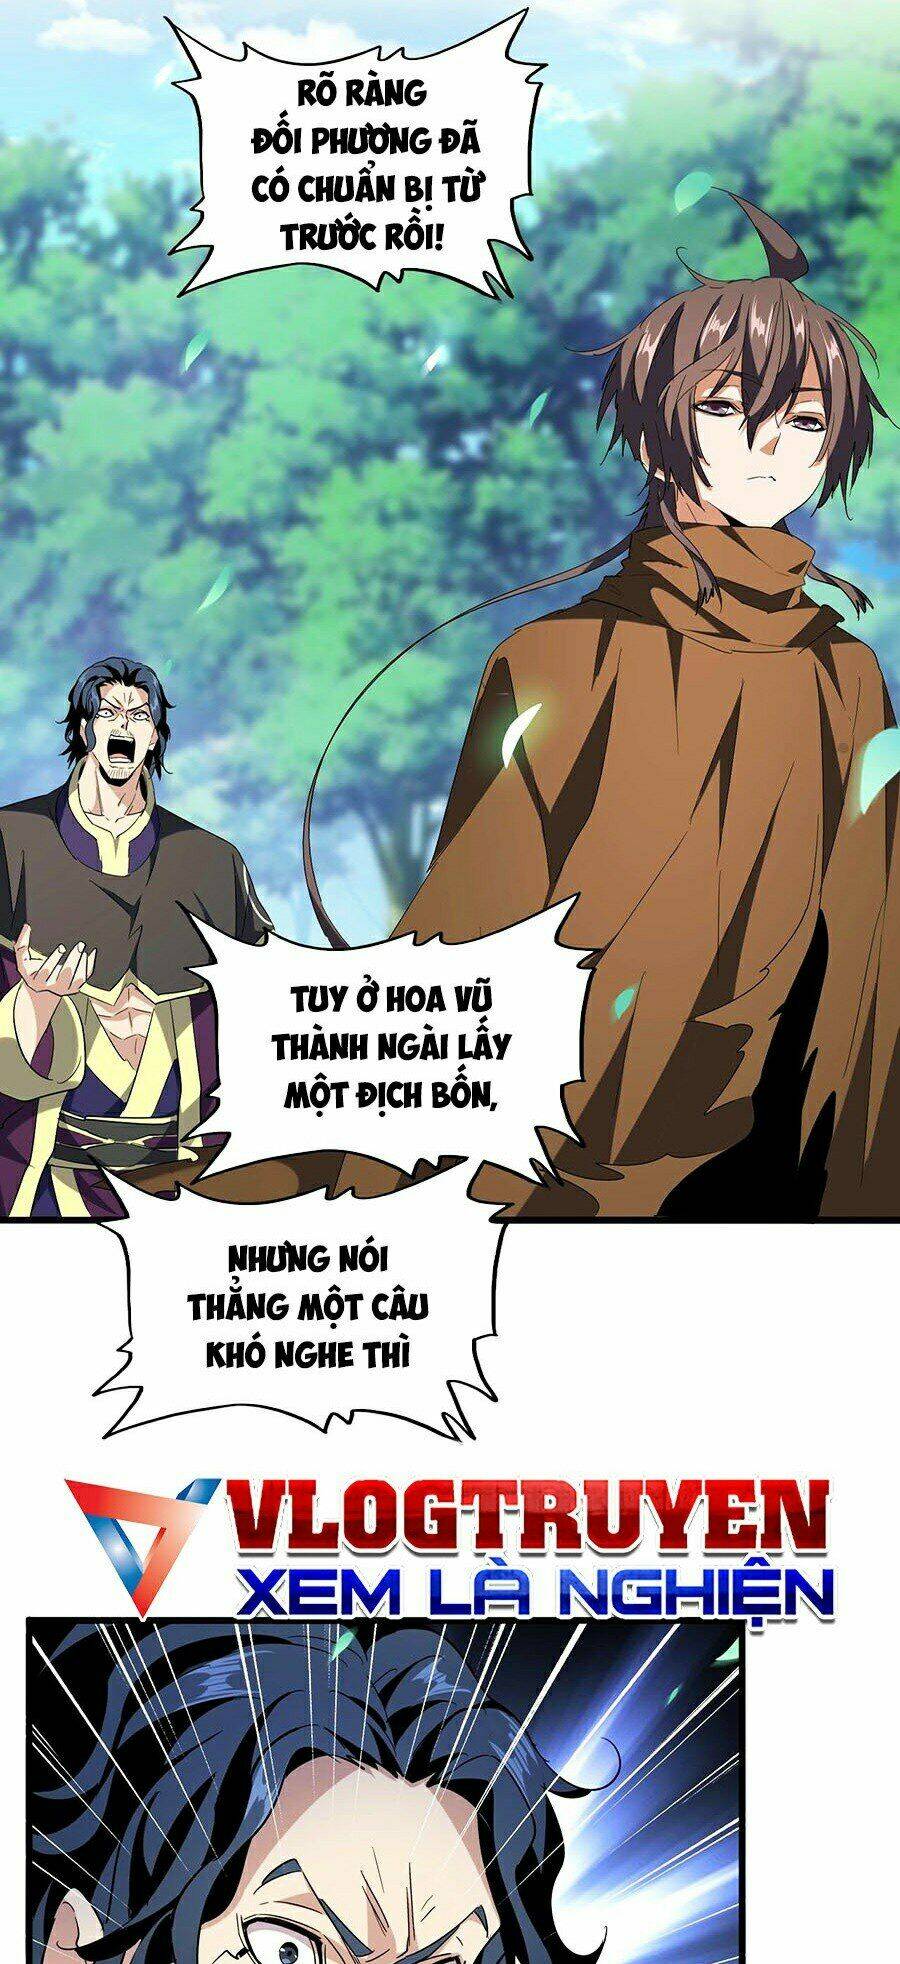 RÕ RÀNG
ĐỐI PHƯƠNG ĐÃ
CÓ CHUẨN BỊ TỪ
TRƯỚC RỒI!
TUY Ở HOA VŨ
THÀNH NGÀI LẤY
MỘT ĐỊCH BỐN,
NHƯNG NÓI
THẲNG MỘT CÂU
KHÓ NGHE THÌ
VLOGTRUYEN
XEM LÀ NGHIỆN